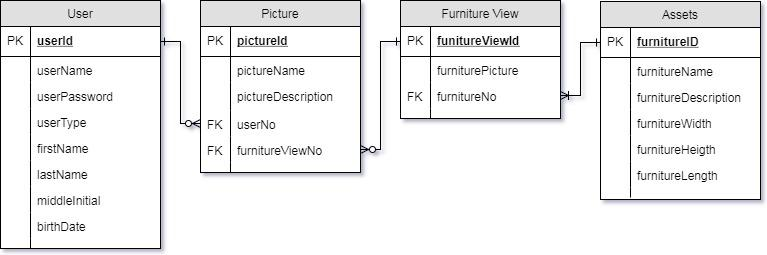 User
PK userId
userName
userPassword
userType
firstName
lastName
middleInitial
birthDate
Picture
PK pictureId
pictureName
pictureDescription
FK userNo
FK furnitureViewNo
Furniture View
PK funitureViewId
furniturePicture
FK furnitureNo
Assets
PK furnitureID
furnitureName
furnitureDescription
furnitureWidth
furnitureHeigth
furnitureLength